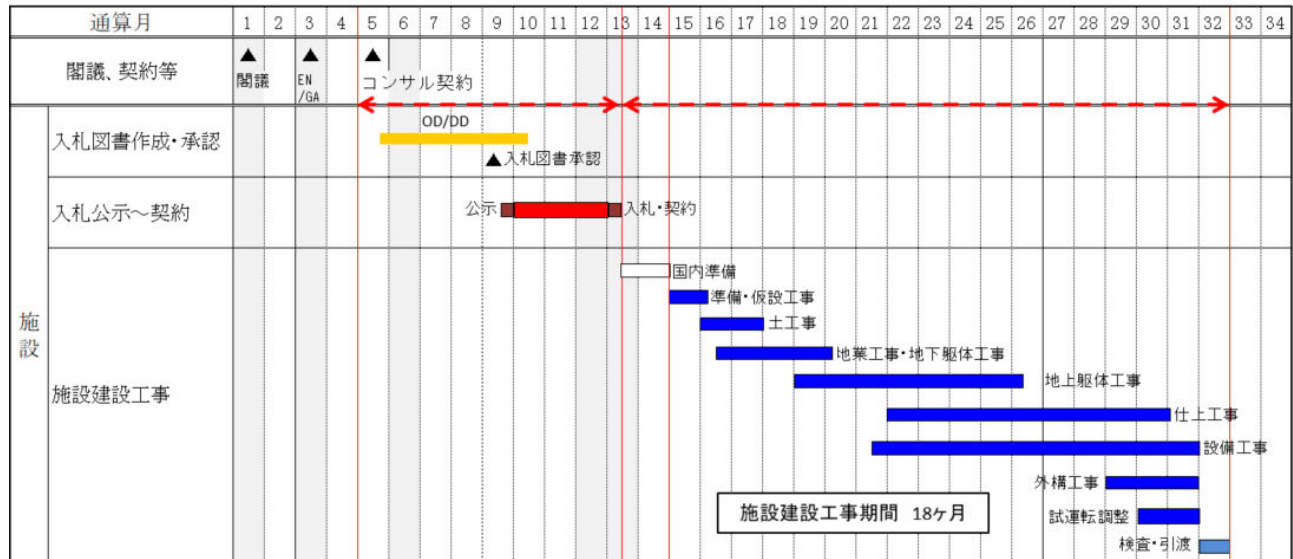 通算月 1 2 3 4 5 6 7 8 9 10 11 12 13 14 15 16 17 18 19 20 21 22 23 24 25 26 27 28 29 30 31 32 33 34
閣議、契約等
▲ ▲ ▲
閣議 EN コンサル契約
/GA
施設
入札図書作成・承認
OD/DD
▲入札図書承認
入札公示～契約
公示 入札・契約
施設建設工事
国内準備
準備・仮設工事
土工事
地業工事・地下躯体工事
地上躯体工事
仕上工事
設備工事
外構工事
試運転調整
検査・引渡
施設建設工事期間 18ヶ月